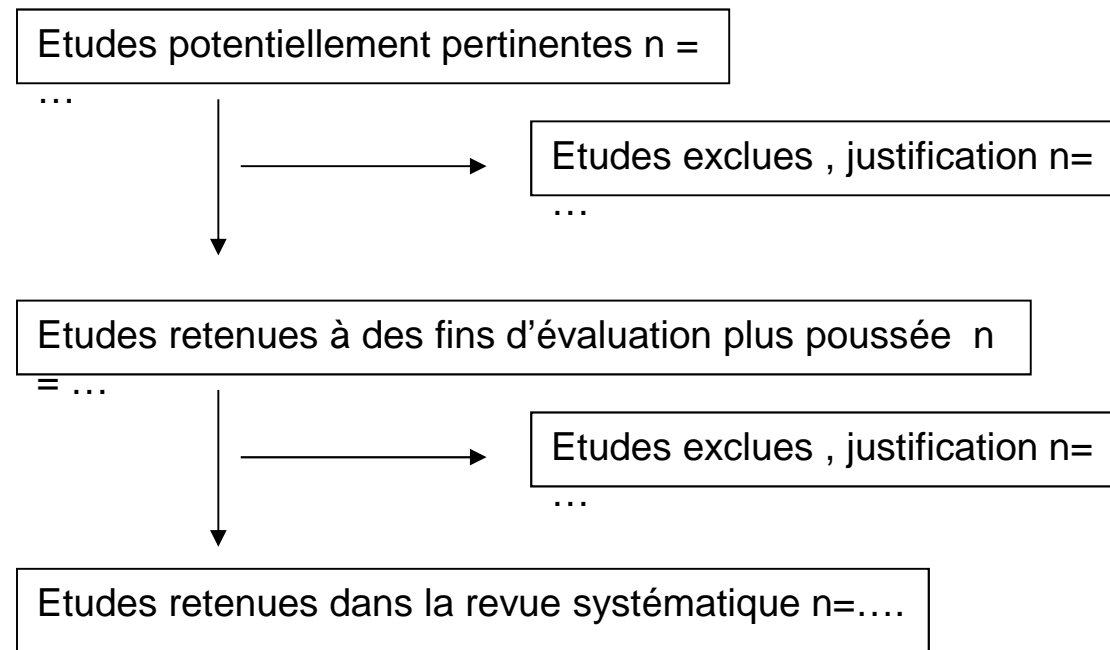 Etudes potentiellement pertinentes n =
…
Etudes exclues , justification n=
…
Etudes retenues à des fins d’évaluation plus poussée  n
= …
Etudes exclues , justification n=
…
Etudes retenues dans la revue systématique n=….